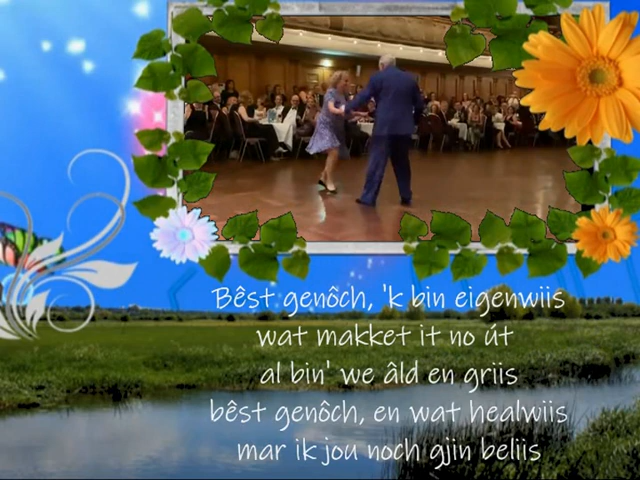 Bêst genôch, 'k bin eigenwiis
wat makket it no út
al bin' we âld en griis
bêst genôch, en wat healwiis
mar ik jou noch gjin beliis